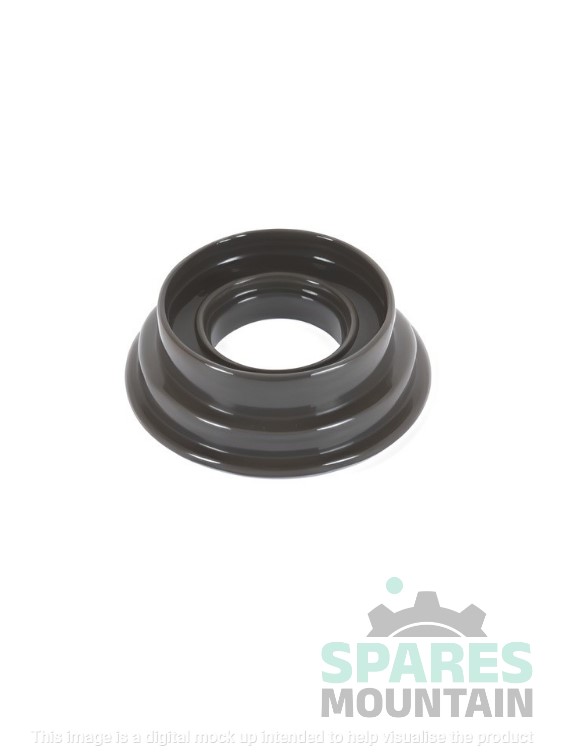 SPARES
MOUNTAIN
This image is a digital mock up intended to help visualise the product